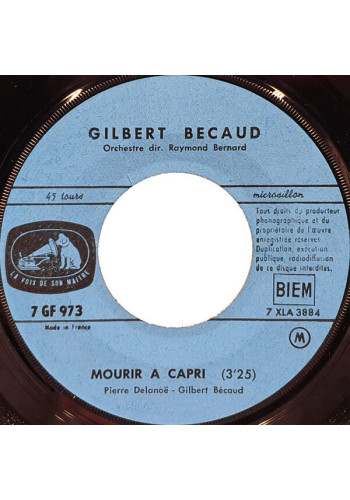 GILBERT BECAUD
Orchestre dir. Raymond Bernard
45 tours
microsillon
Tous droits du producteur
phonographique et du
propriétaire de l'œuvre
enregistrée réservés
Duplication, exécution
publique, radiodiffusion
de ce disque interdites.
LA VOIX DE SON MAITRE
7 GF 973
Made in France
BIEM
7 XLA 3884
M
MOURIR A CAPRI (3'25)
Pierre Delanoë - Gilbert Bécaud